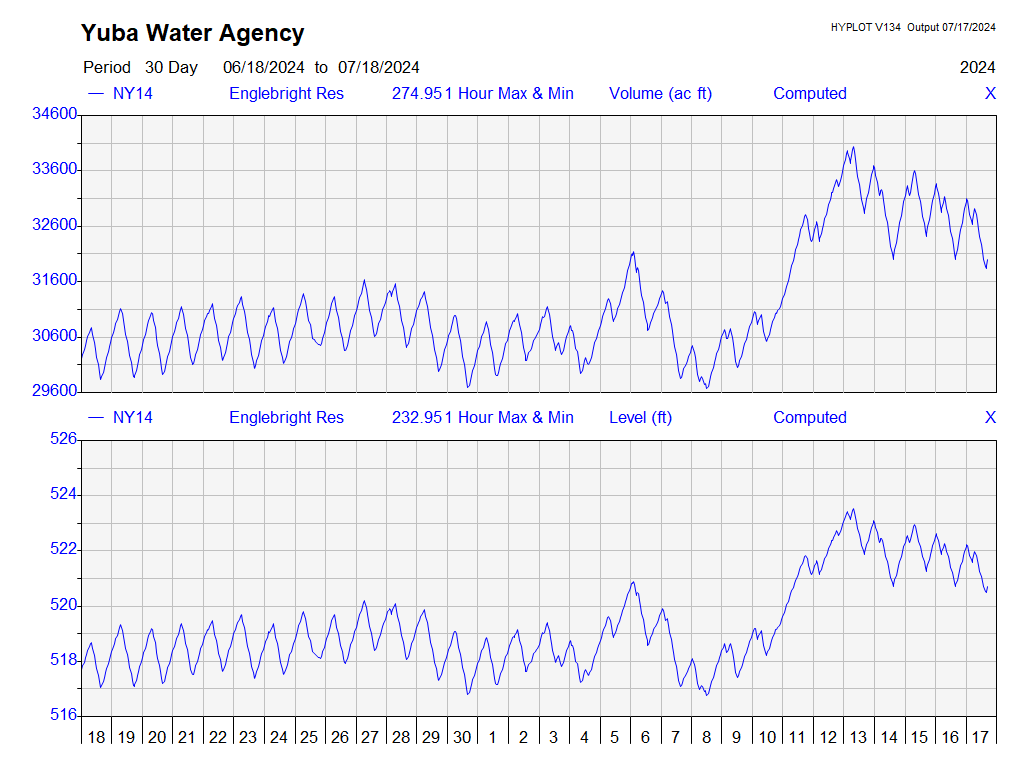 Yuba Water Agency
HYPLOT V134 Output 07/17/2024
Period 30 Day 06/18/2024 to 07/18/2024 2024
— NY14 Englebright Res 274.951 Hour Max & Min Volume (ac ft) Computed X
34600
33600
32600
31600
30600
29600
— NY14 Englebright Res 232.951 Hour Max & Min Level (ft) Computed X
526
524
522
520
518
516
18 19 20 21 22 23 24 25 26 27 28 29 30 1 2 3 4 5 6 7 8 9 10 11 12 13 14 15 16 17